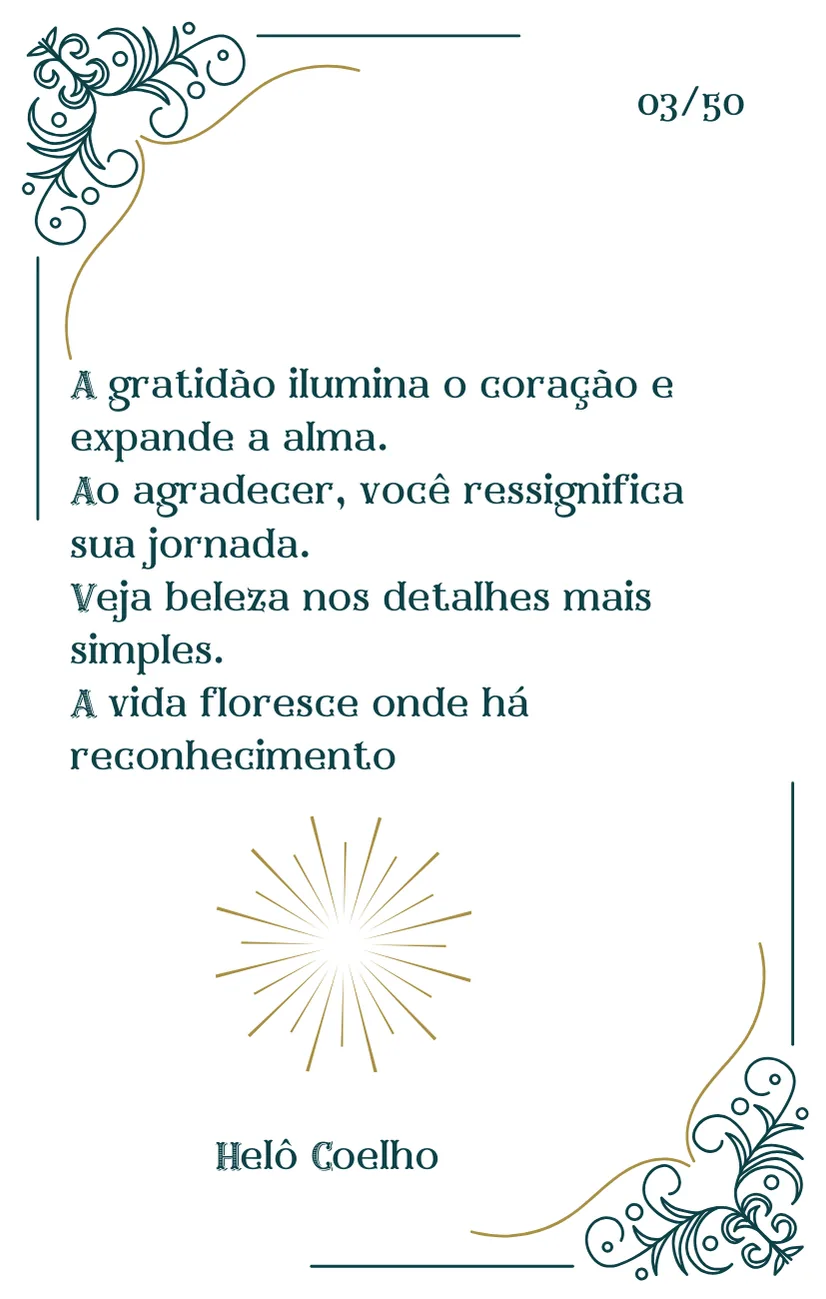 03/50
A gratidão ilumina o coração e
expande a alma.
Ao agradecer, você ressignifica
sua jornada.
Veja beleza nos detalhes mais
simples.
A vida floresce onde há
reconhecimento
Helô Coelho